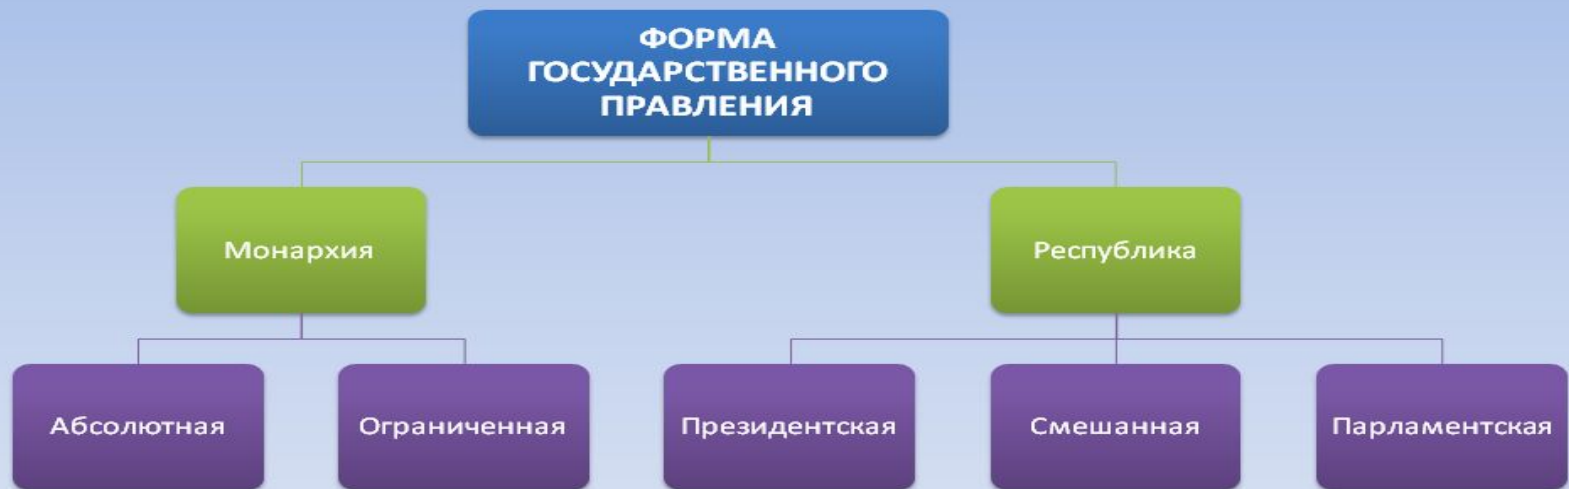 ФОРМА
ГОСУДАРСТВЕННОГО
ПРАВЛЕНИЯ
Монархия
Республика
Абсолютная
Ограниченная
Президентская
Смешанная
Парламентская